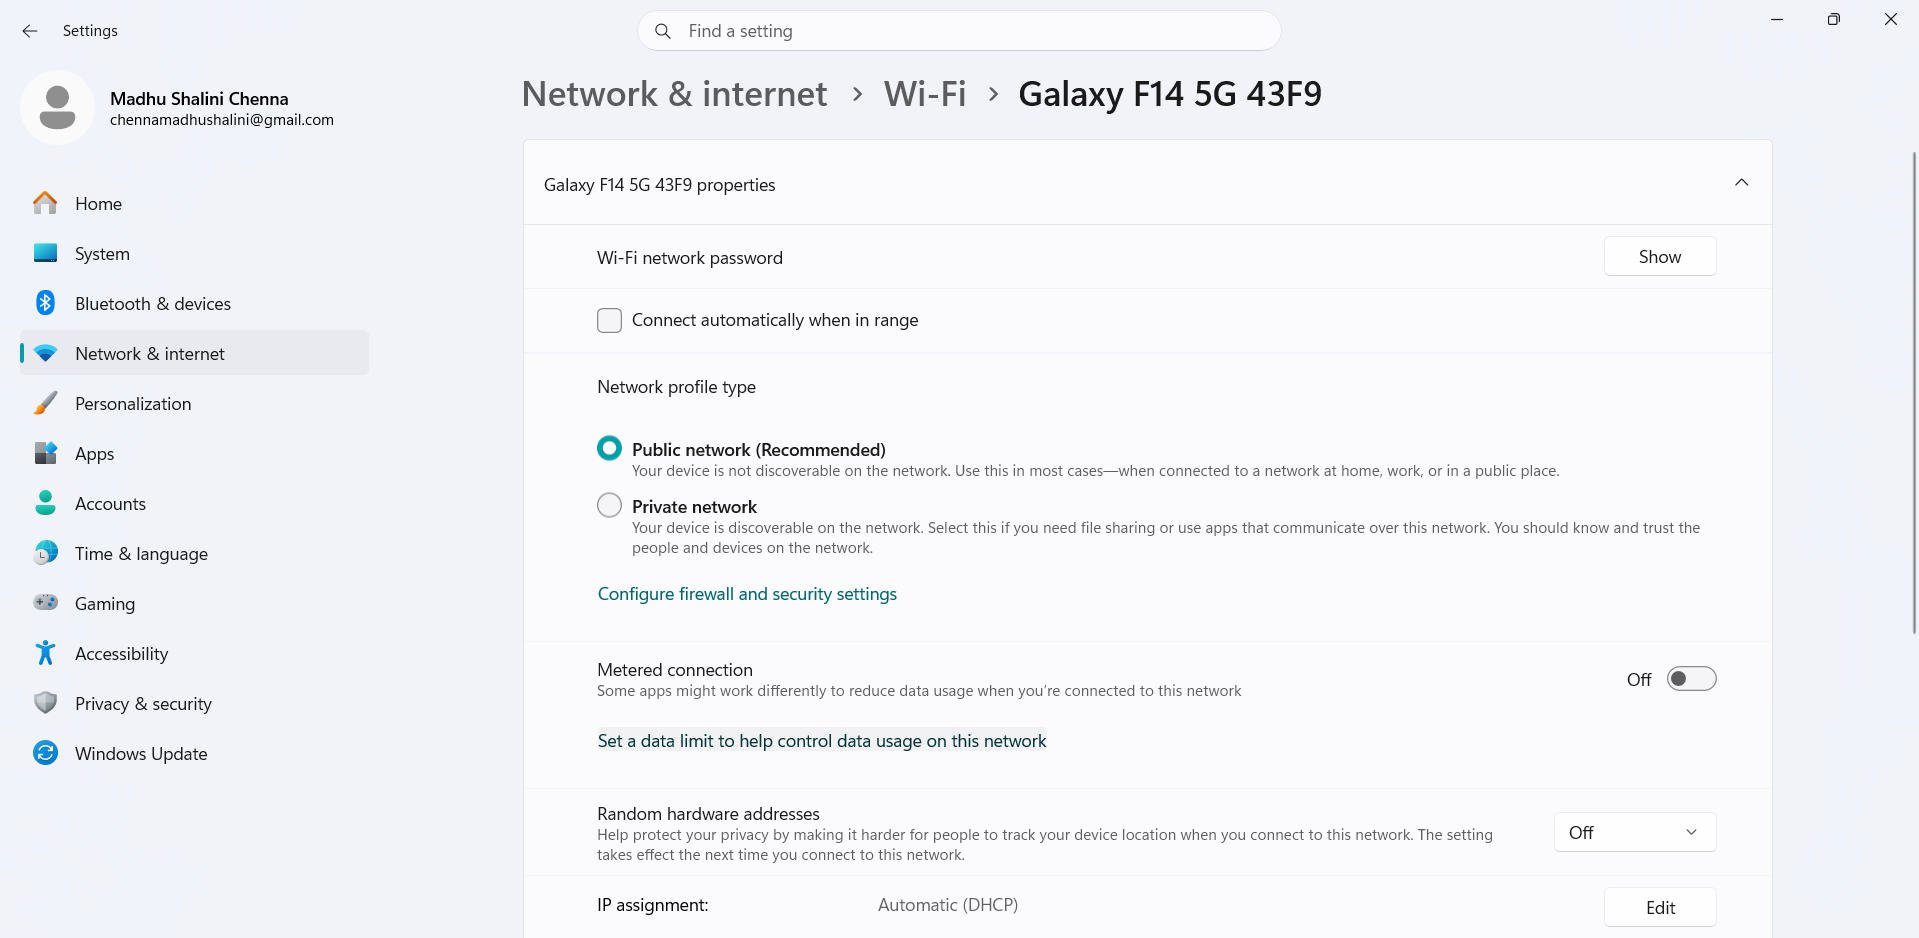 Settings
Find a setting
Madhu Shalini Chenna
chennamadhushalini@gmail.com
Home
System
Bluetooth & devices
Network & internet
Personalization
Apps
Accounts
Time & language
Gaming
Accessibility
Privacy & security
Windows Update
Network & internet > Wi-Fi > Galaxy F14 5G 43F9
Galaxy F14 5G 43F9 properties
Wi-Fi network password
Show
Connect automatically when in range
Network profile type
Public network (Recommended)
Your device is not discoverable on the network. Use this in most cases—when connected to a network at home, work, or in a public place.
Private network
Your device is discoverable on the network. Select this if you need file sharing or use apps that communicate over this network. You should know and trust the
people and devices on the network.
Configure firewall and security settings
Metered connection
Some apps might work differently to reduce data usage when you're connected to this network
Off
Set a data limit to help control data usage on this network
Random hardware addresses
Help protect your privacy by making it harder for people to track your device location when you connect to this network. The setting
takes effect the next time you connect to this network.
Off
IP assignment:
Automatic (DHCP)
Edit